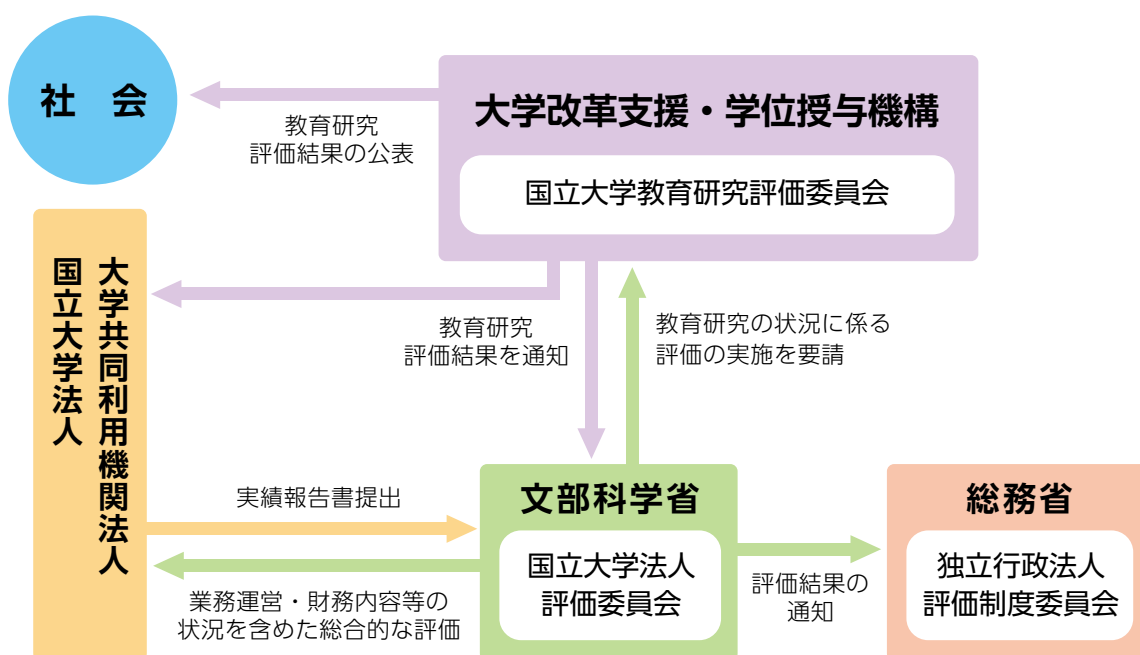 社　会
大学改革支援・学位授与機構
国立大学教育研究評価委員会
教育研究
評価結果の公表
大学共同利用機関法人
国立大学法人
教育研究
評価結果を通知
教育研究の状況に係る
評価の実施を要請
実績報告書提出
業務運営・財務内容等の
状況を含めた総合的な評価
文部科学省
国立大学法人
評価委員会
評価結果の
通知
総務省
独立行政法人
評価制度委員会